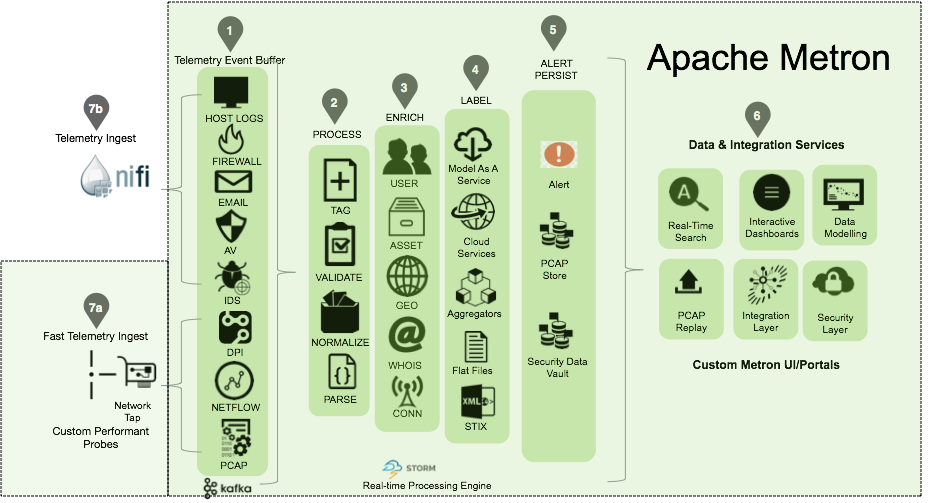 Apache Metron
7b
Telemetry Ingest
nifi
7a
Fast Telemetry Ingest
Network
Tap
Custom Performant
Probes
1
Telemetry Event Buffer
HOST LOGS
FIREWALL
EMAIL
AV
IDS
DPI
NETFLOW
PCAP
kafka
2
PROCESS
TAG
VALIDATE
NORMALIZE
PARSE
3
ENRICH
USER
ASSET
GEO
@
WHOIS
CONN
4
LABEL
Model As A
Service
Cloud
Services
Aggregators
Flat Files
XML
STIX
STORM
Real-time Processing Engine
5
ALERT
PERSIST
!
Alert
PCAP
Store
Security Data
Vault
6
Data & Integration Services
A
Real-Time
Search
Interactive
Dashboards
Data
Modelling
PCAP
Replay
Integration
Layer
Security
Layer
Custom Metron UI/Portals